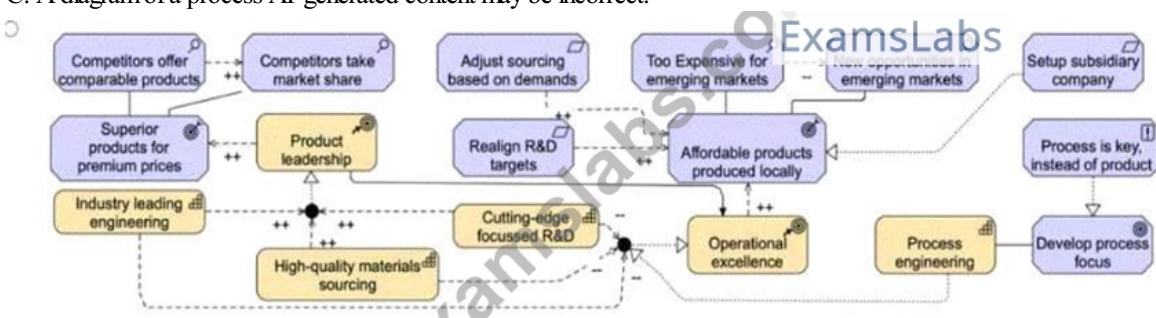 C. A diagram of a process AI-generated content may be incorrect.
ExamsLabs
Competitors offer
comparable products
++
Competitors take
market share
Adjust sourcing
based on demands
Too Expensive for
emerging markets
--
New opportunities in
emerging markets
Setup subsidiary
company
Superior
products for
premium prices
++
Product
leadership
Realign R&D
targets
++
++
Affordable products
produced locally
Process is key,
instead of product
Industry leading
engineering
++
++
++
High-quality materials
sourcing
Cutting-edge
focussed R&D
--
--
--
Operational
excellence
++
Process
engineering
Develop process
focus